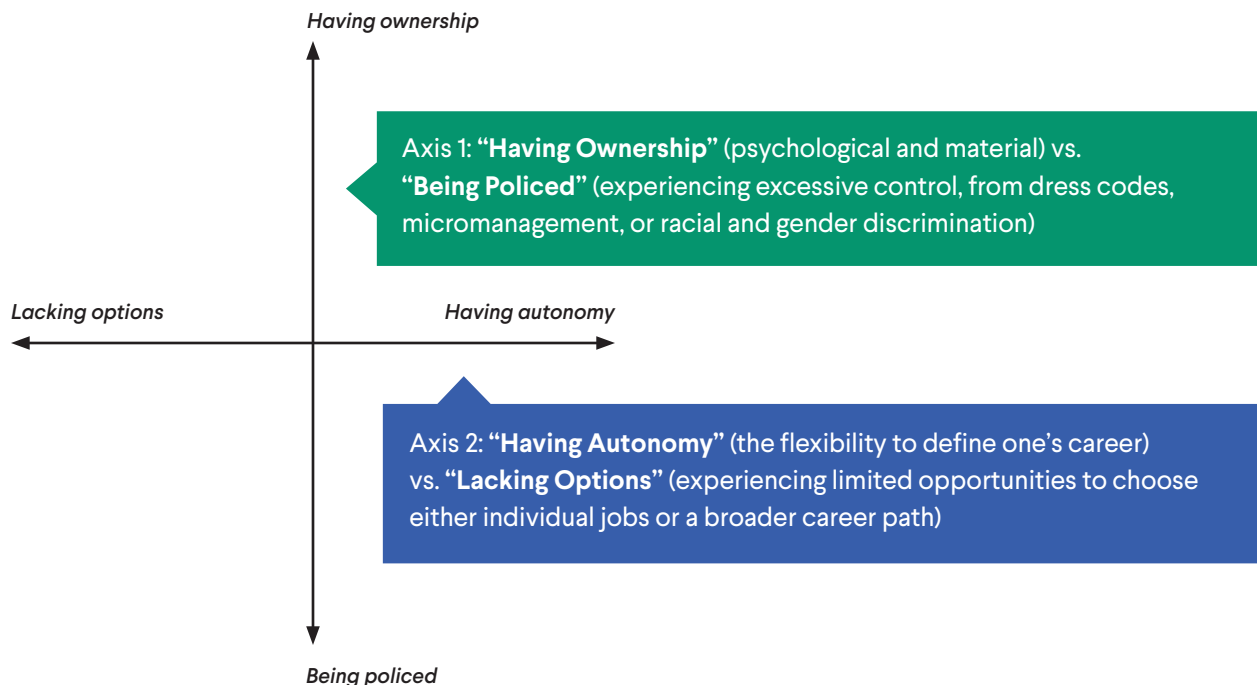 Having ownership
Axis 1: “Having Ownership” (psychological and material) vs.
“Being Policed” (experiencing excessive control, from dress codes,
micromanagement, or racial and gender discrimination)
Lacking options
Having autonomy
Axis 2: “Having Autonomy” (the flexibility to define one’s career)
vs. “Lacking Options” (experiencing limited opportunities to choose
either individual jobs or a broader career path)
Being policed